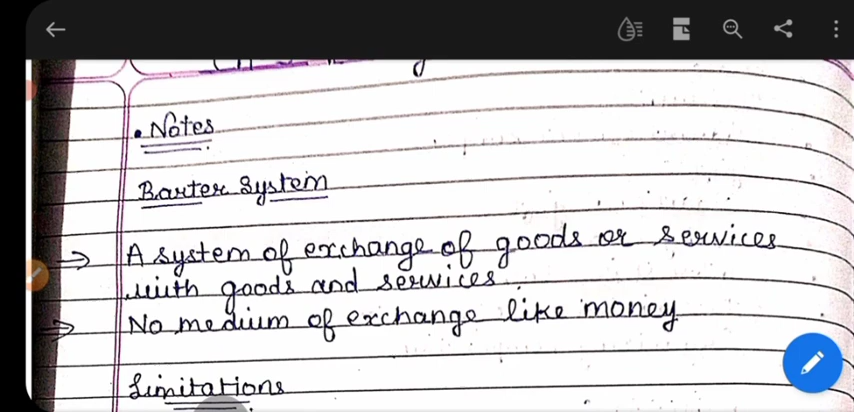 . Notes
Barter System
⇒ A system of exchange of goods or services
with goods and services.
⇒ No medium of exchange like money
Limitations